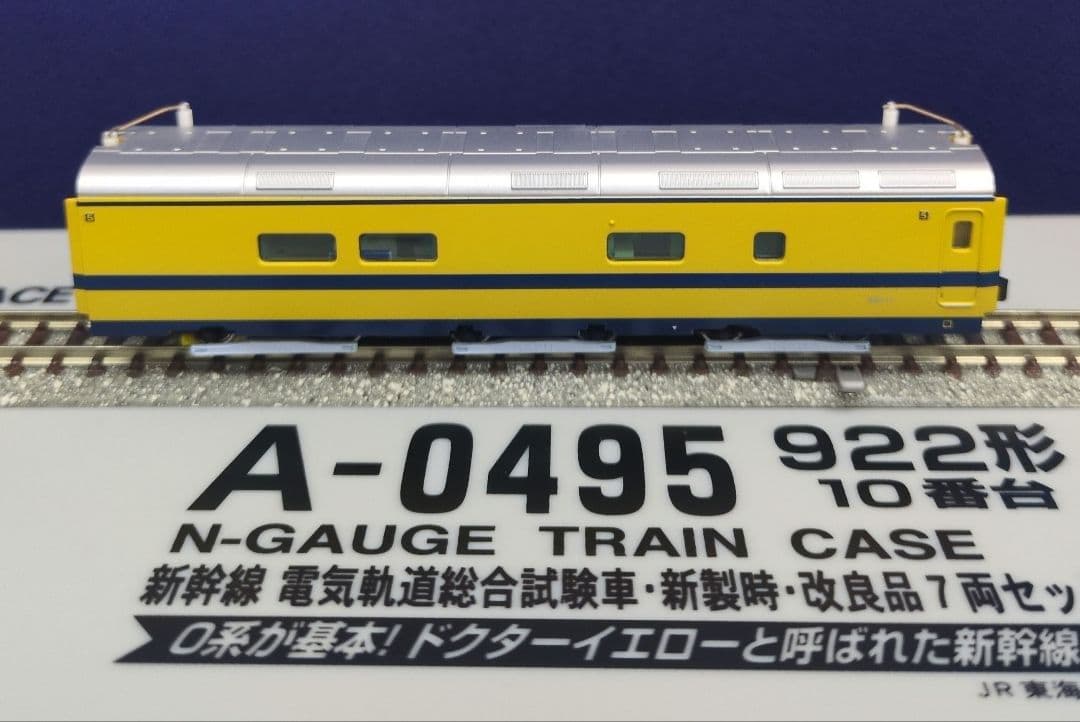 5
5
ACE
A-0495 922形
10番台
N-GAUGE TRAIN CASE
新幹線 電気軌道総合試験車・新製時・改良品7両セッ
0系が基本!ドクターイエローと呼ばれた新幹線
JR東海